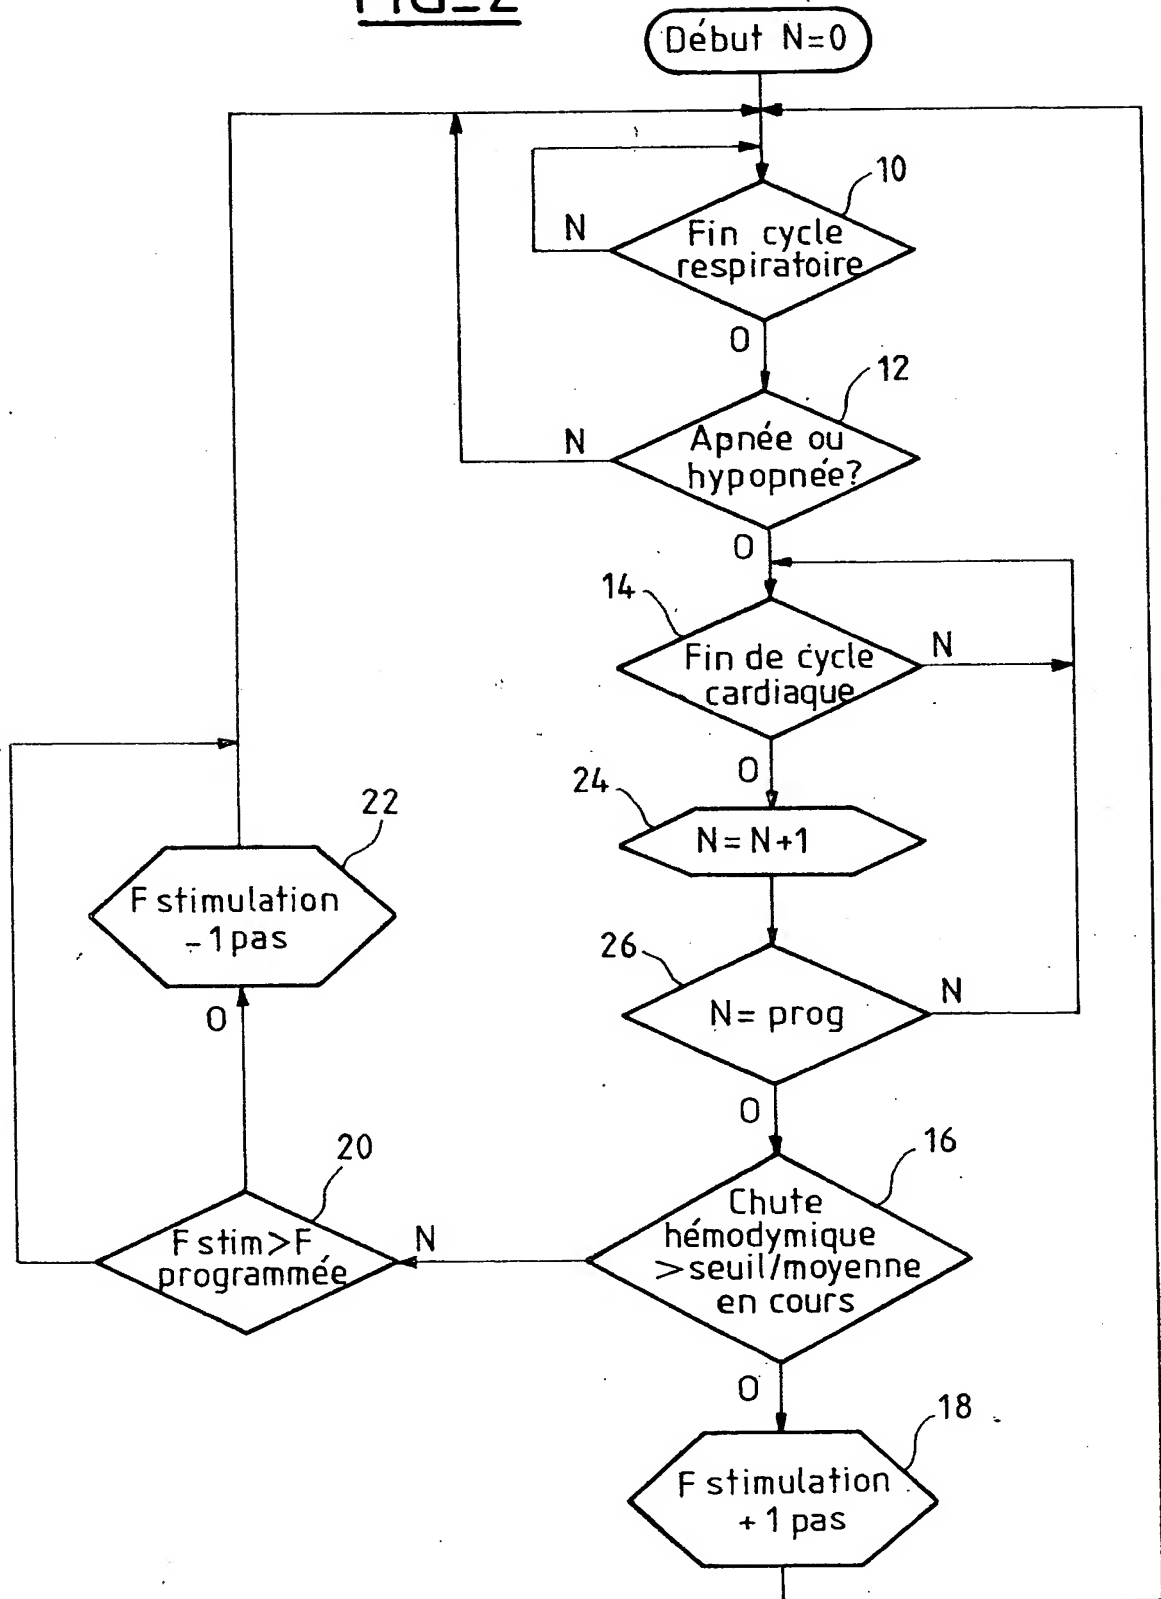 FIG_2
Début N=0
10
N
Fin cycle
respiratoire
O
12
N
Apnée ou
hypopnée?
O
14
Fin de cycle
cardiaque
N
O
24
N=N+1
22
F stimulation
-1 pas
O
26
N= prog
N
O
20
F stim>F
programmée
N
16
Chute
hémodymique
>seuil/moyenne
en cours
O
18
F stimulation
+1 pas